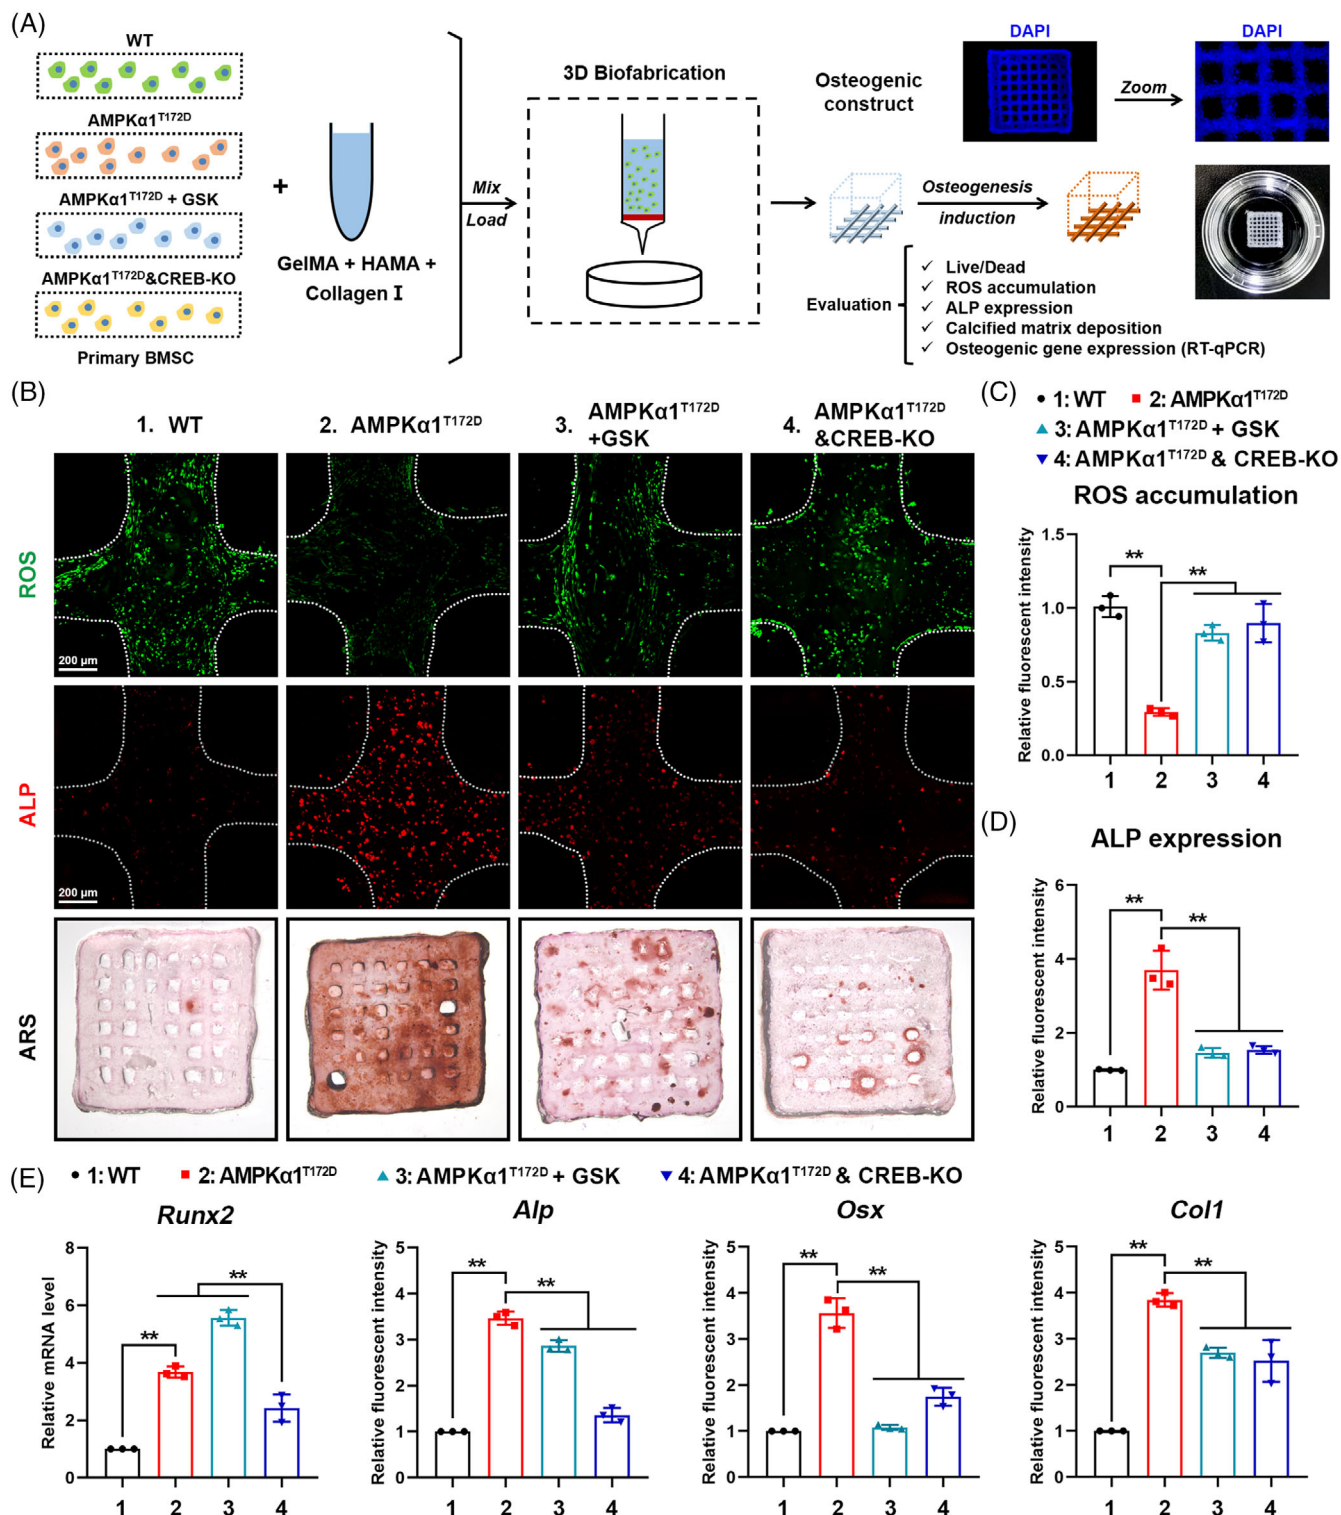 (A)
WT
AMPKα1T172D
AMPKα1T172D + GSK
AMPKα1T172D&CREB-KO
Primary BMSC
+
GelMA + HAMA +
Collagen I
Mix
Load
3D Biofabrication
Osteogenic
construct
DAPI
Zoom
DAPI
Osteogenesis
induction
Evaluation
✓ Live/Dead
✓ ROS accumulation
✓ ALP expression
✓ Calcified matrix deposition
✓ Osteogenic gene expression (RT-qPCR)
(B)
1. WT
2. AMPKα1T172D
3. AMPKα1T172D
+GSK
4. AMPKα1T172D
&CREB-KO
ROS
200 μm
ALP
200 μm
ARS
(C)
1: WT
2: AMPKα1T172D
3: AMPKα1T172D + GSK
4: AMPKα1T172D & CREB-KO
ROS accumulation
Relative fluorescent intensity
1.5
1.0
0.5
0.0
**
**
1 2 3 4
(D)
ALP expression
Relative fluorescent intensity
6
4
2
0
**
**
1 2 3 4
(E)
1: WT
2: AMPKα1T172D
3: AMPKα1T172D + GSK
4: AMPKα1T172D & CREB-KO
Runx2
Relative mRNA level
8
6
4
2
0
**
**
1 2 3 4
Alp
Relative fluorescent intensity
5
4
3
2
1
0
**
**
1 2 3 4
Osx
Relative fluorescent intensity
5
4
3
2
1
0
**
**
1 2 3 4
Col1
Relative fluorescent intensity
5
4
3
2
1
0
**
**
1 2 3 4